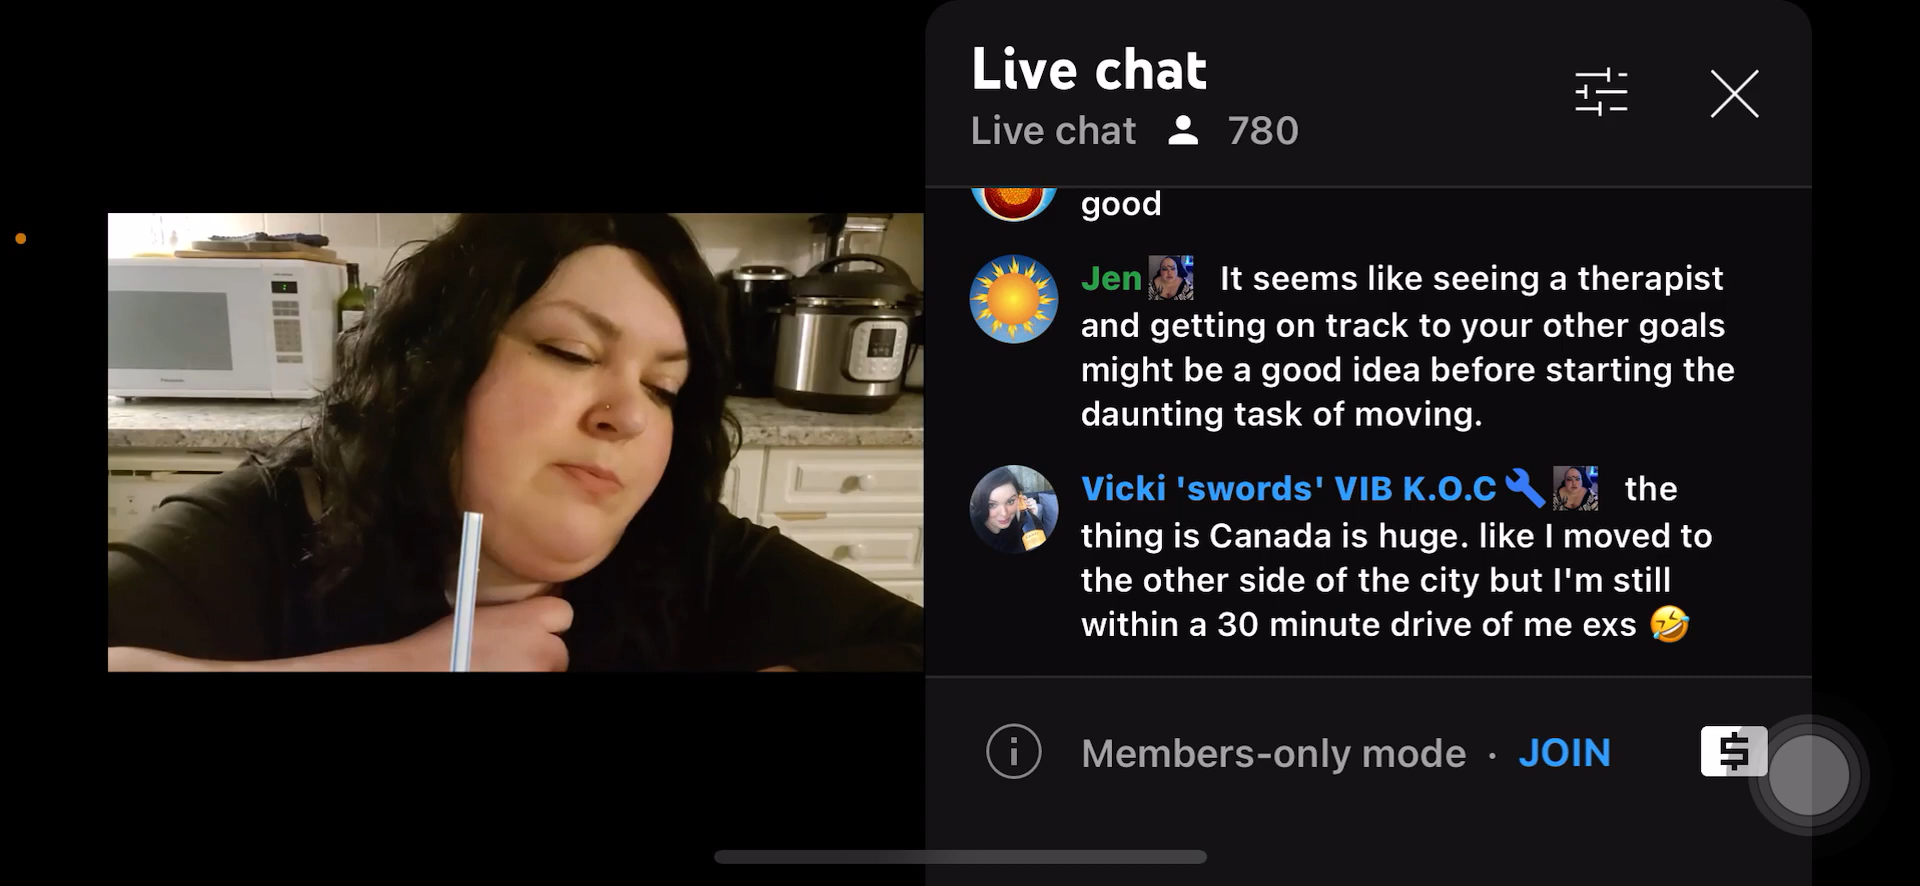 Live chat
Live chat 780
good
Jen It seems like seeing a therapist
and getting on track to your other goals
might be a good idea before starting the
daunting task of moving.
Vicki 'swords' VIB K.O.C the
thing is Canada is huge. like I moved to
the other side of the city but I'm still
within a 30 minute drive of me exs 🤣
Members-only mode · JOIN
Panasonic